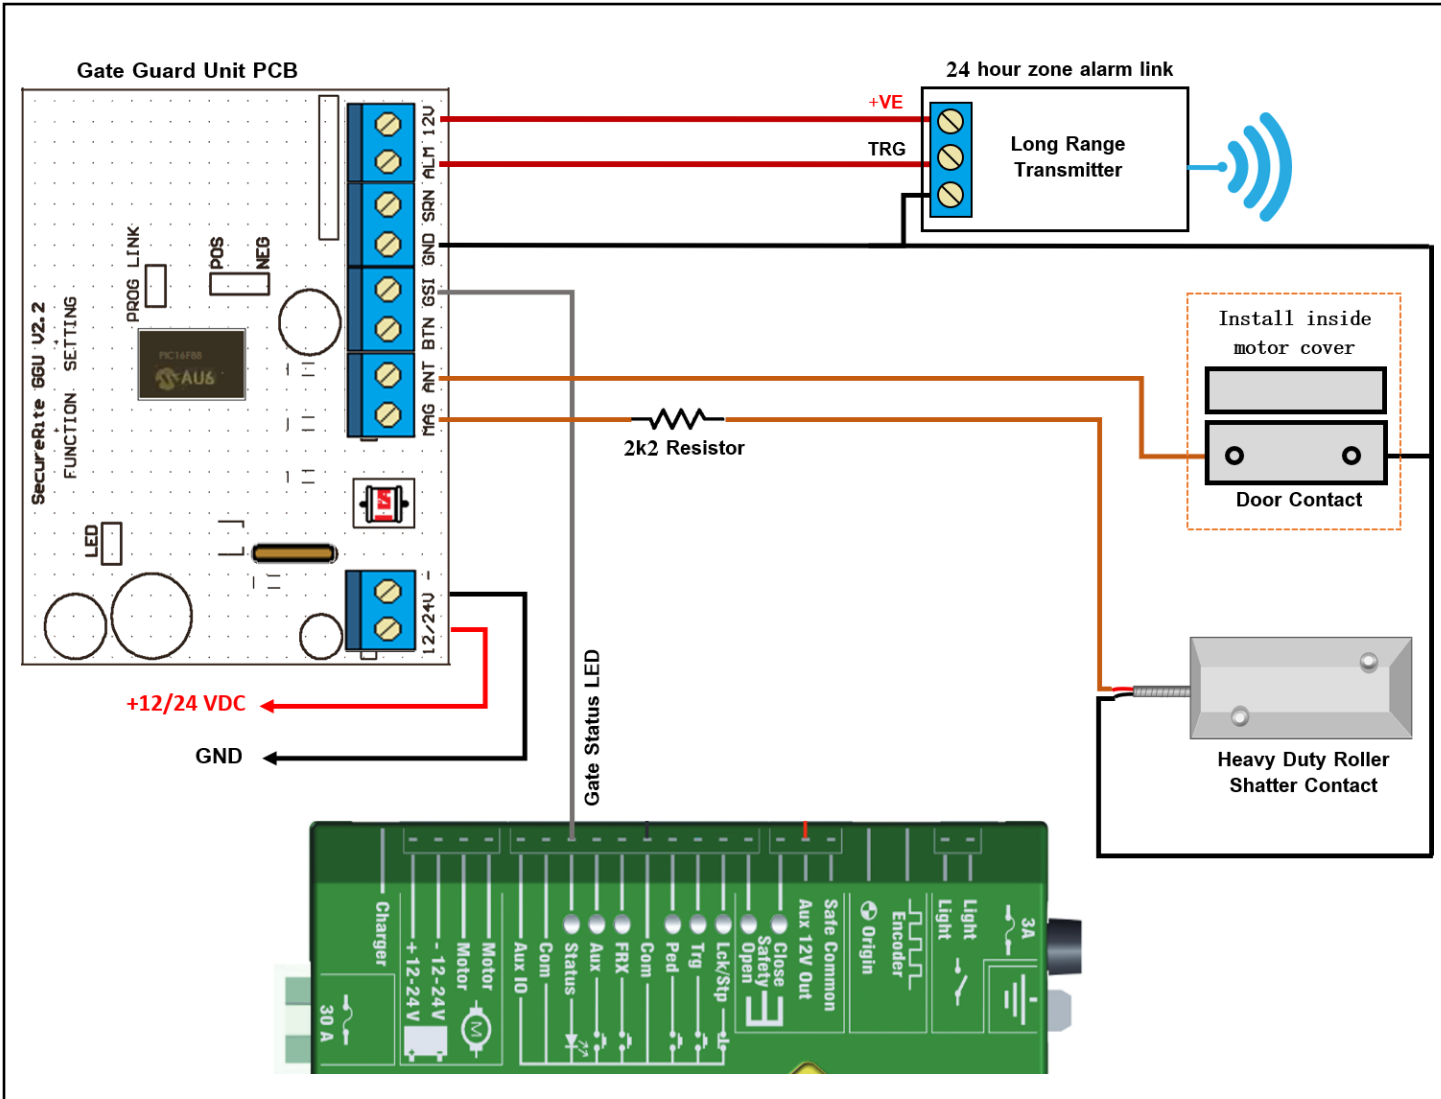 Gate Guard Unit PCB
24 hour zone alarm link
+VE
TRG
Long Range
Transmitter
12V
ALM
SRN
GND
GSI
BTN
ANT
MAG
PROG LINK
POS
NEG
SecureRite GGU V2.2
FUNCTION SETTING
PIC16F88
AU6
LED
12/24V -
2k2 Resistor
Install inside
motor cover
Door Contact
Heavy Duty Roller
Shatter Contact
+12/24 VDC
GND
Gate Status LED
Charger
30 A
+ 12-24V
- 12-24V
Motor
Motor
M
Aux IO
Com
Status
Aux
FRX
Com
Ped
Trg
Lck/Stp
Open
Safety
Close
Aux 12V Out
Safe Common
Origin
Encoder
Light
Light
3A